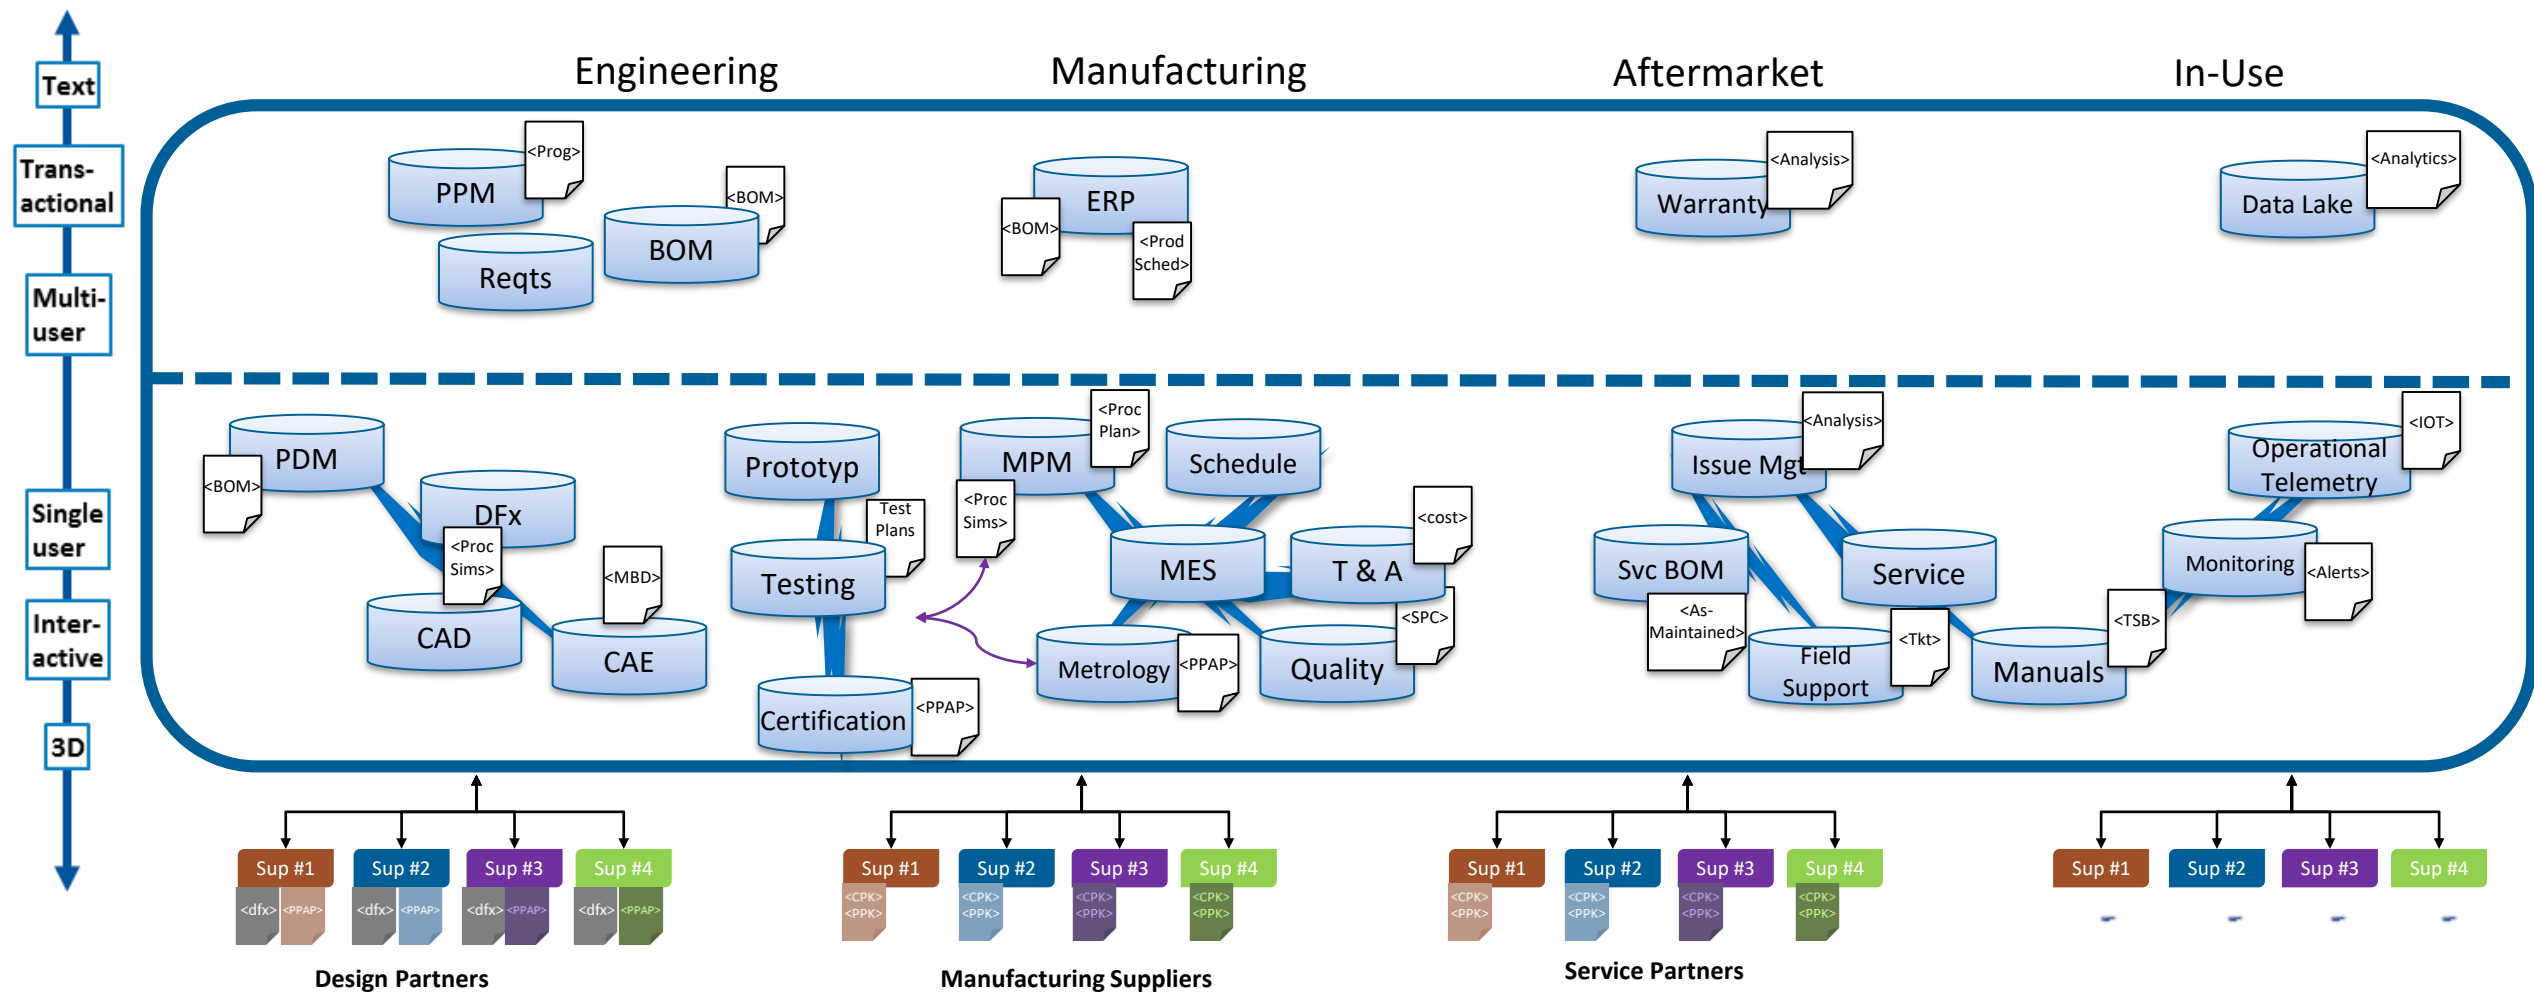 Engineering
Manufacturing
Aftermarket
In-Use
Text
Trans-
actional
Multi-
user
Single
user
Inter-
active
3D
PPM
<Prog>
Reqts
BOM
<BOM>
ERP
<BOM>
<Prod
Sched>
Warranty
<Analysis>
Data Lake
<Analytics>
PDM
<BOM>
DFx
<Proc
Sims>
CAD
CAE
<MBD>
Prototyp
Testing
Test
Plans
Certification
<PPAP>
MPM
<Proc
Plan>
<Proc
Sims>
Schedule
MES
T & A
<cost>
Metrology
<PPAP>
Quality
<SPC>
Issue Mgt
<Analysis>
Svc BOM
<As-
Maintained>
Service
Field
Support
<Tkt>
Manuals
<TSB>
Operational
Telemetry
<IOT>
Monitoring
<Alerts>
Sup #1
Sup #2
Sup #3
Sup #4
<dfx>
<PPAP>
<dfx>
<PPAP>
<dfx>
<PPAP>
<dfx>
<PPAP>
Design Partners
Sup #1
Sup #2
Sup #3
Sup #4
<CPK>
<PPK>
<CPK>
<PPK>
<CPK>
<PPK>
<CPK>
<PPK>
Manufacturing Suppliers
Sup #1
Sup #2
Sup #3
Sup #4
<CPK>
<PPK>
<CPK>
<PPK>
<CPK>
<PPK>
<CPK>
<PPK>
Service Partners
Sup #1
Sup #2
Sup #3
Sup #4